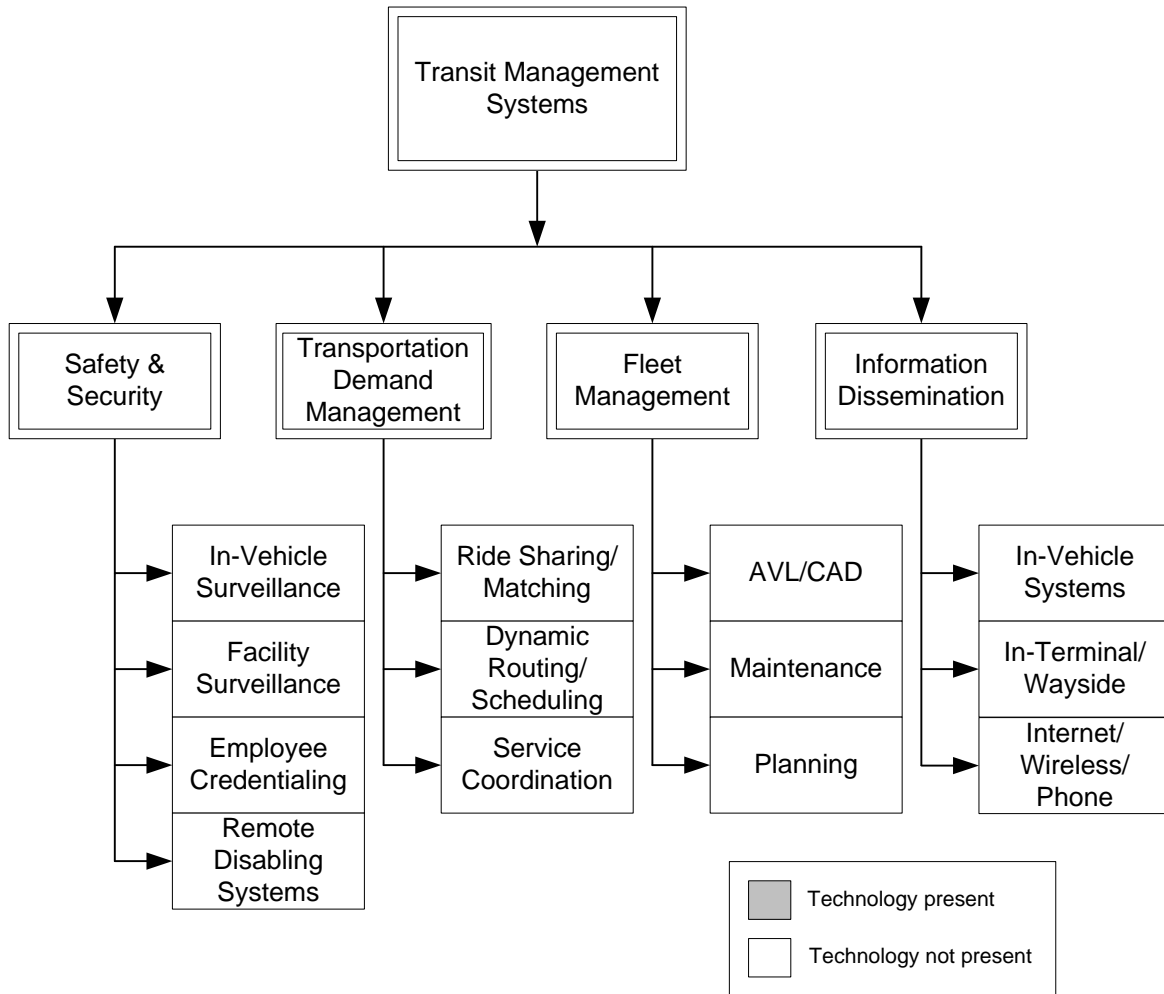 Transit Management
Systems
Safety &
Security
Transportation
Demand
Management
Fleet
Management
Information
Dissemination
In-Vehicle
Surveillance
Facility
Surveillance
Employee
Credentialing
Remote
Disabling
Systems
Ride Sharing/
Matching
Dynamic
Routing/
Scheduling
Service
Coordination
AVL/CAD
Maintenance
Planning
In-Vehicle
Systems
In-Terminal/
Wayside
Internet/
Wireless/
Phone
Technology present
Technology not present